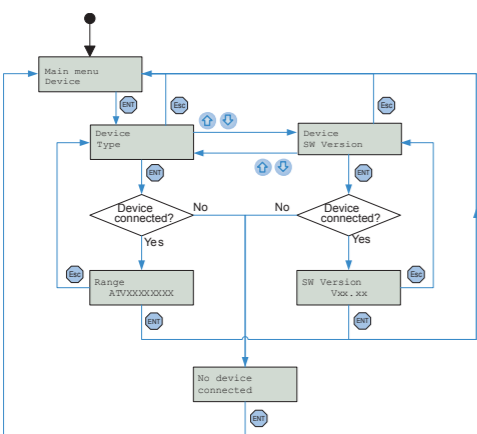 Main menu
Device
ENT
Esc
Esc
Device
Type
Device
SW Version
ENT
ENT
Device
connected?
No
No
Device
connected?
Yes
Yes
Esc
Range
ATVXXXXXXXX
SW Version
Vxx.xx
Esc
ENT
ENT
No device
connected
ENT